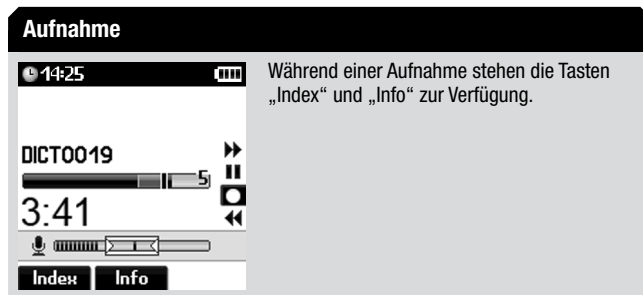 Aufnahme
14:25
DICT0019
5
3:41
Index Info
Während einer Aufnahme stehen die Tasten
„Index“ und „Info“ zur Verfügung.